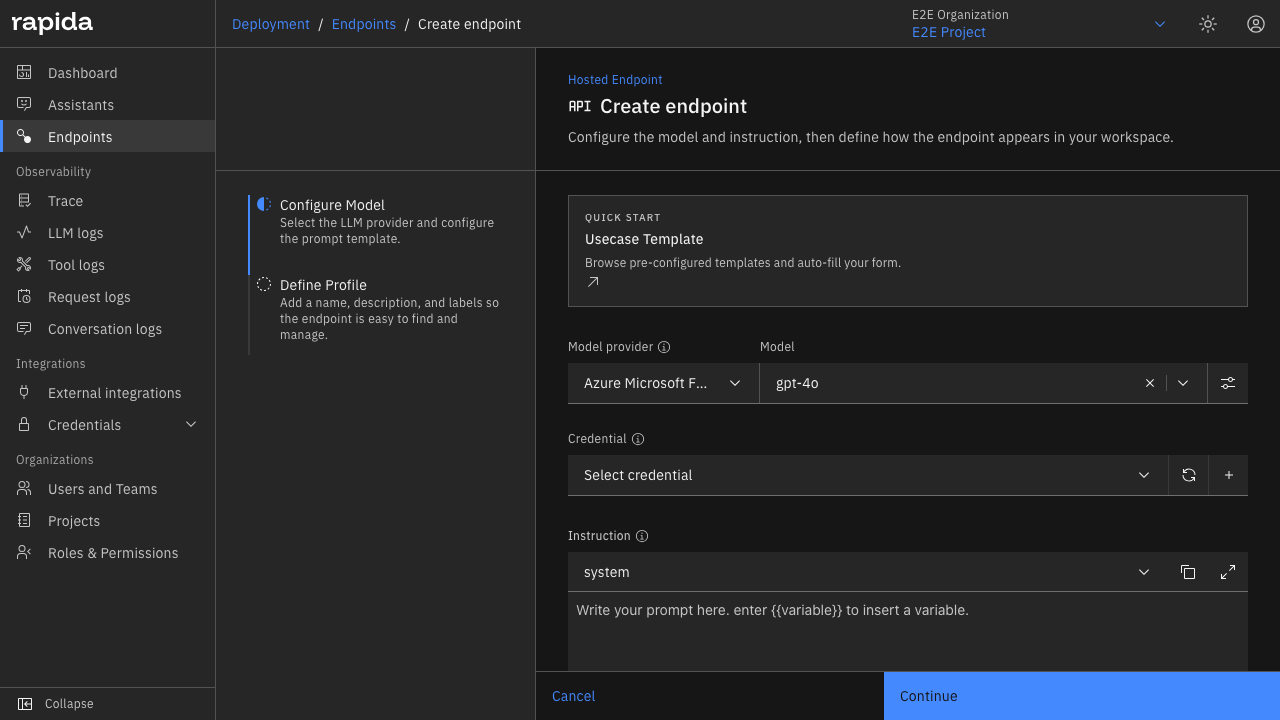 rapida
Deployment / Endpoints / Create endpoint
E2E Organization
E2E Project
Dashboard
Assistants
Endpoints
Observability
Trace
LLM logs
Tool logs
Request logs
Conversation logs
Integrations
External integrations
Credentials
Organizations
Users and Teams
Projects
Roles & Permissions
Collapse
Configure Model
Select the LLM provider and configure
the prompt template.
Define Profile
Add a name, description, and labels so
the endpoint is easy to find and
manage.
Hosted Endpoint
API Create endpoint
Configure the model and instruction, then define how the endpoint appears in your workspace.
QUICK START
Usecase Template
Browse pre-configured templates and auto-fill your form.
Model provider Model
Azure Microsoft F... gpt-4o
Credential
Select credential
Instruction
system
Write your prompt here. enter {{variable}} to insert a variable.
Cancel Continue